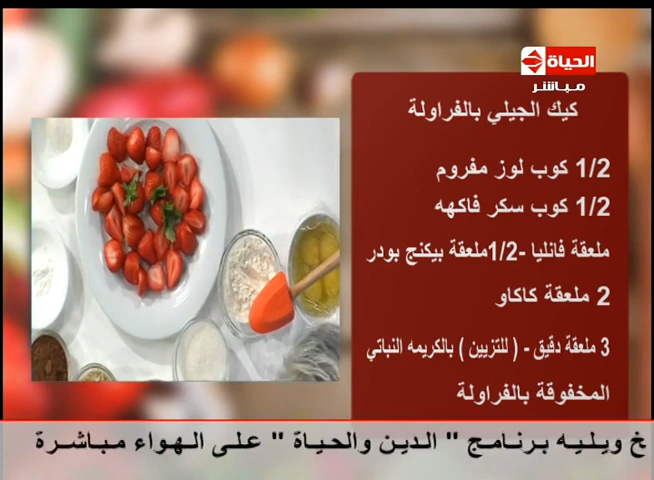 الحياة
مباشر
كيك الجيلي بالفراولة
1/2 كوب لوز مفروم
1/2 كوب سكر فاكهه
ملعقة فانليا -1/2ملعقة بيكنج بودر
2 ملعقة كاكاو
3 ملعقة دقيق - ( للتزيين ) بالكريمه النباتي
المخفوقة بالفراولة
خ ويليه برنامج " الدين والحياة " على الهواء مباشرة